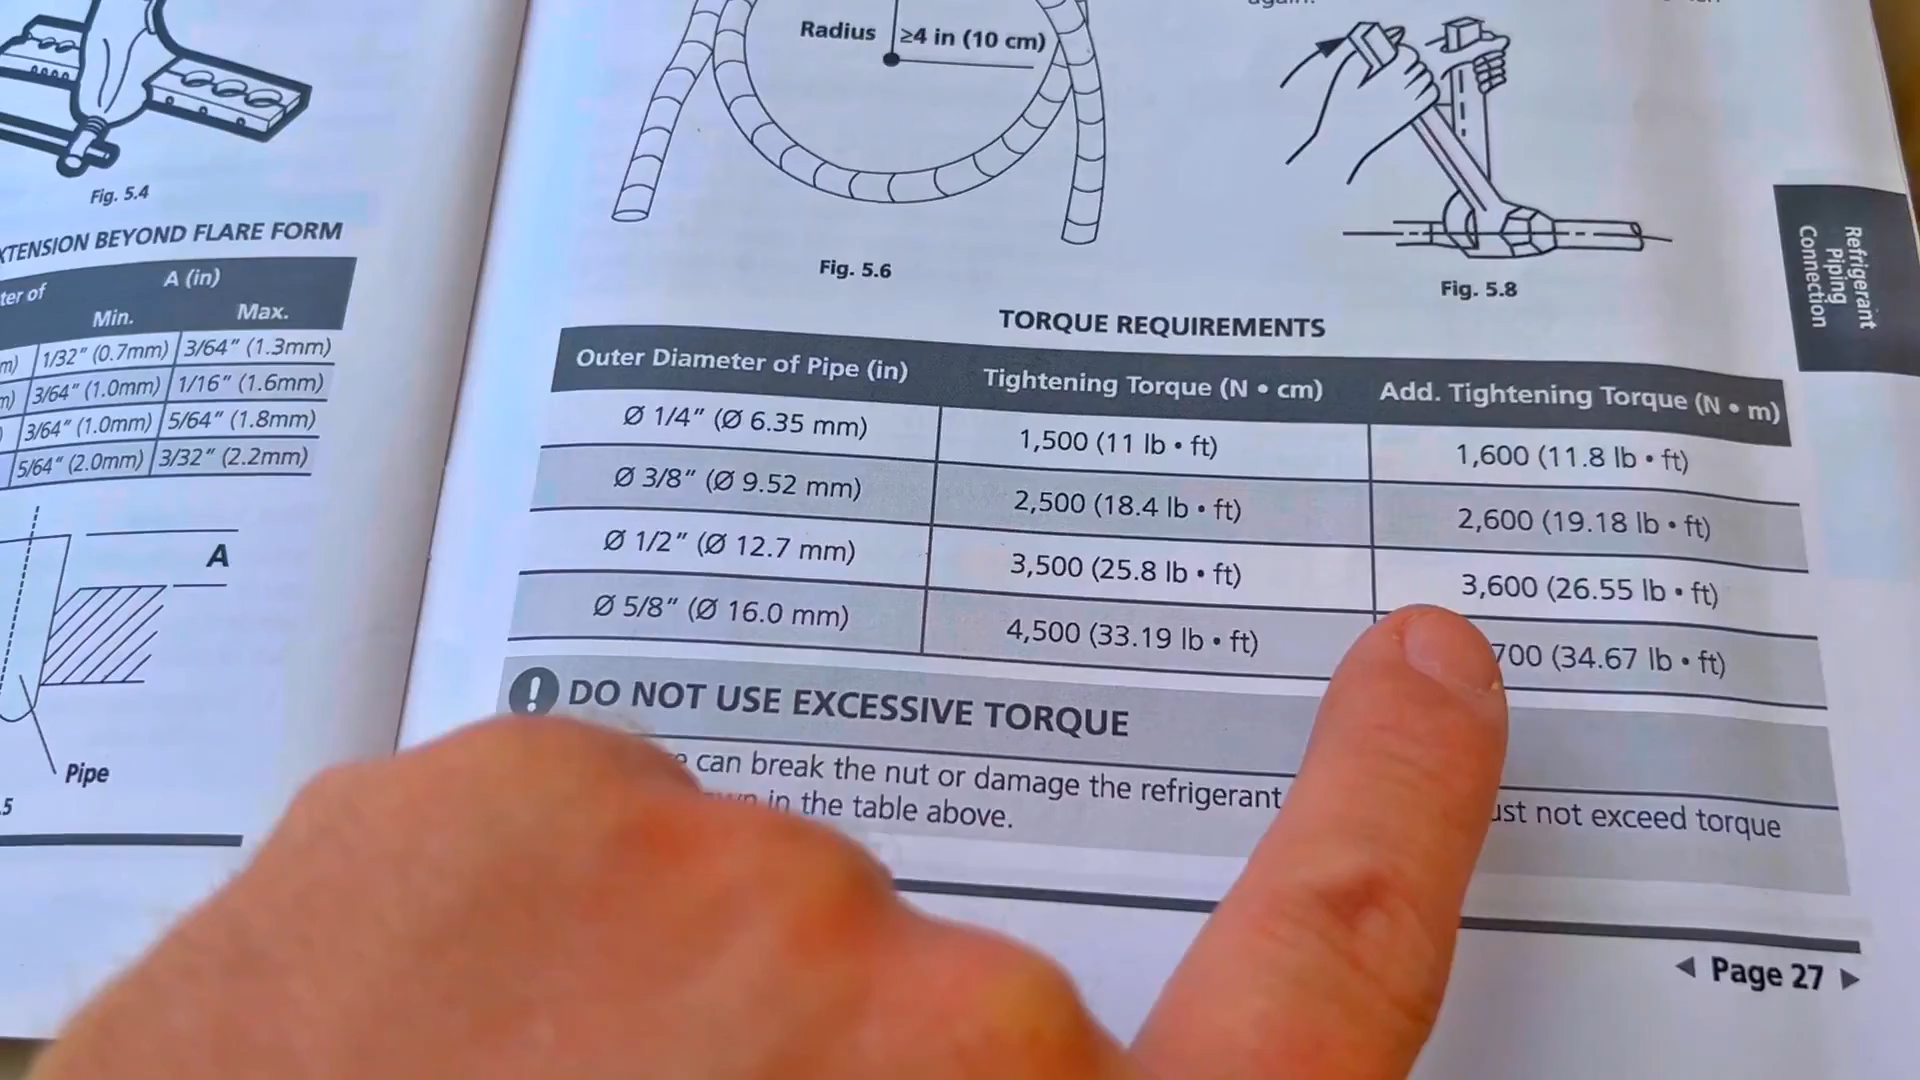 Fig. 5.4
EXTENSION BEYOND FLARE FORM
ter of
A (in)
Min. Max.
m) 1/32” (0.7mm) 3/64” (1.3mm)
m) 3/64” (1.0mm) 1/16” (1.6mm)
) 3/64” (1.0mm) 5/64” (1.8mm)
5/64” (2.0mm) 3/32” (2.2mm)
A
Pipe
.5
Radius ≥4 in (10 cm)
Fig. 5.6
again.
Fig. 5.8
Refrigerant
Piping
Connection
TORQUE REQUIREMENTS
Outer Diameter of Pipe (in) Tightening Torque (N • cm) Add. Tightening Torque (N • m)
Ø 1/4” (Ø 6.35 mm) 1,500 (11 lb • ft) 1,600 (11.8 lb • ft)
Ø 3/8” (Ø 9.52 mm) 2,500 (18.4 lb • ft) 2,600 (19.18 lb • ft)
Ø 1/2” (Ø 12.7 mm) 3,500 (25.8 lb • ft) 3,600 (26.55 lb • ft)
Ø 5/8” (Ø 16.0 mm) 4,500 (33.19 lb • ft) 700 (34.67 lb • ft)
! DO NOT USE EXCESSIVE TORQUE
can break the nut or damage the refrigerant ust not exceed torque
in the table above.
◀ Page 27 ▶